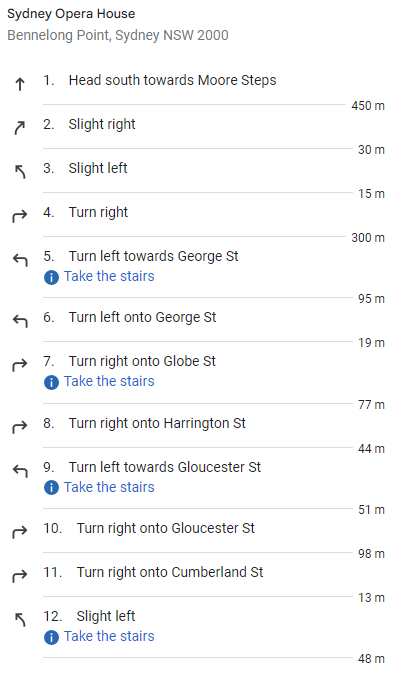 Sydney Opera House
Bennelong Point, Sydney NSW 2000
1. Head south towards Moore Steps
450 m
2. Slight right
30 m
3. Slight left
15 m
4. Turn right
300 m
5. Turn left towards George St
Take the stairs
95 m
6. Turn left onto George St
19 m
7. Turn right onto Globe St
Take the stairs
77 m
8. Turn right onto Harrington St
44 m
9. Turn left towards Gloucester St
Take the stairs
51 m
10. Turn right onto Gloucester St
98 m
11. Turn right onto Cumberland St
13 m
12. Slight left
Take the stairs
48 m